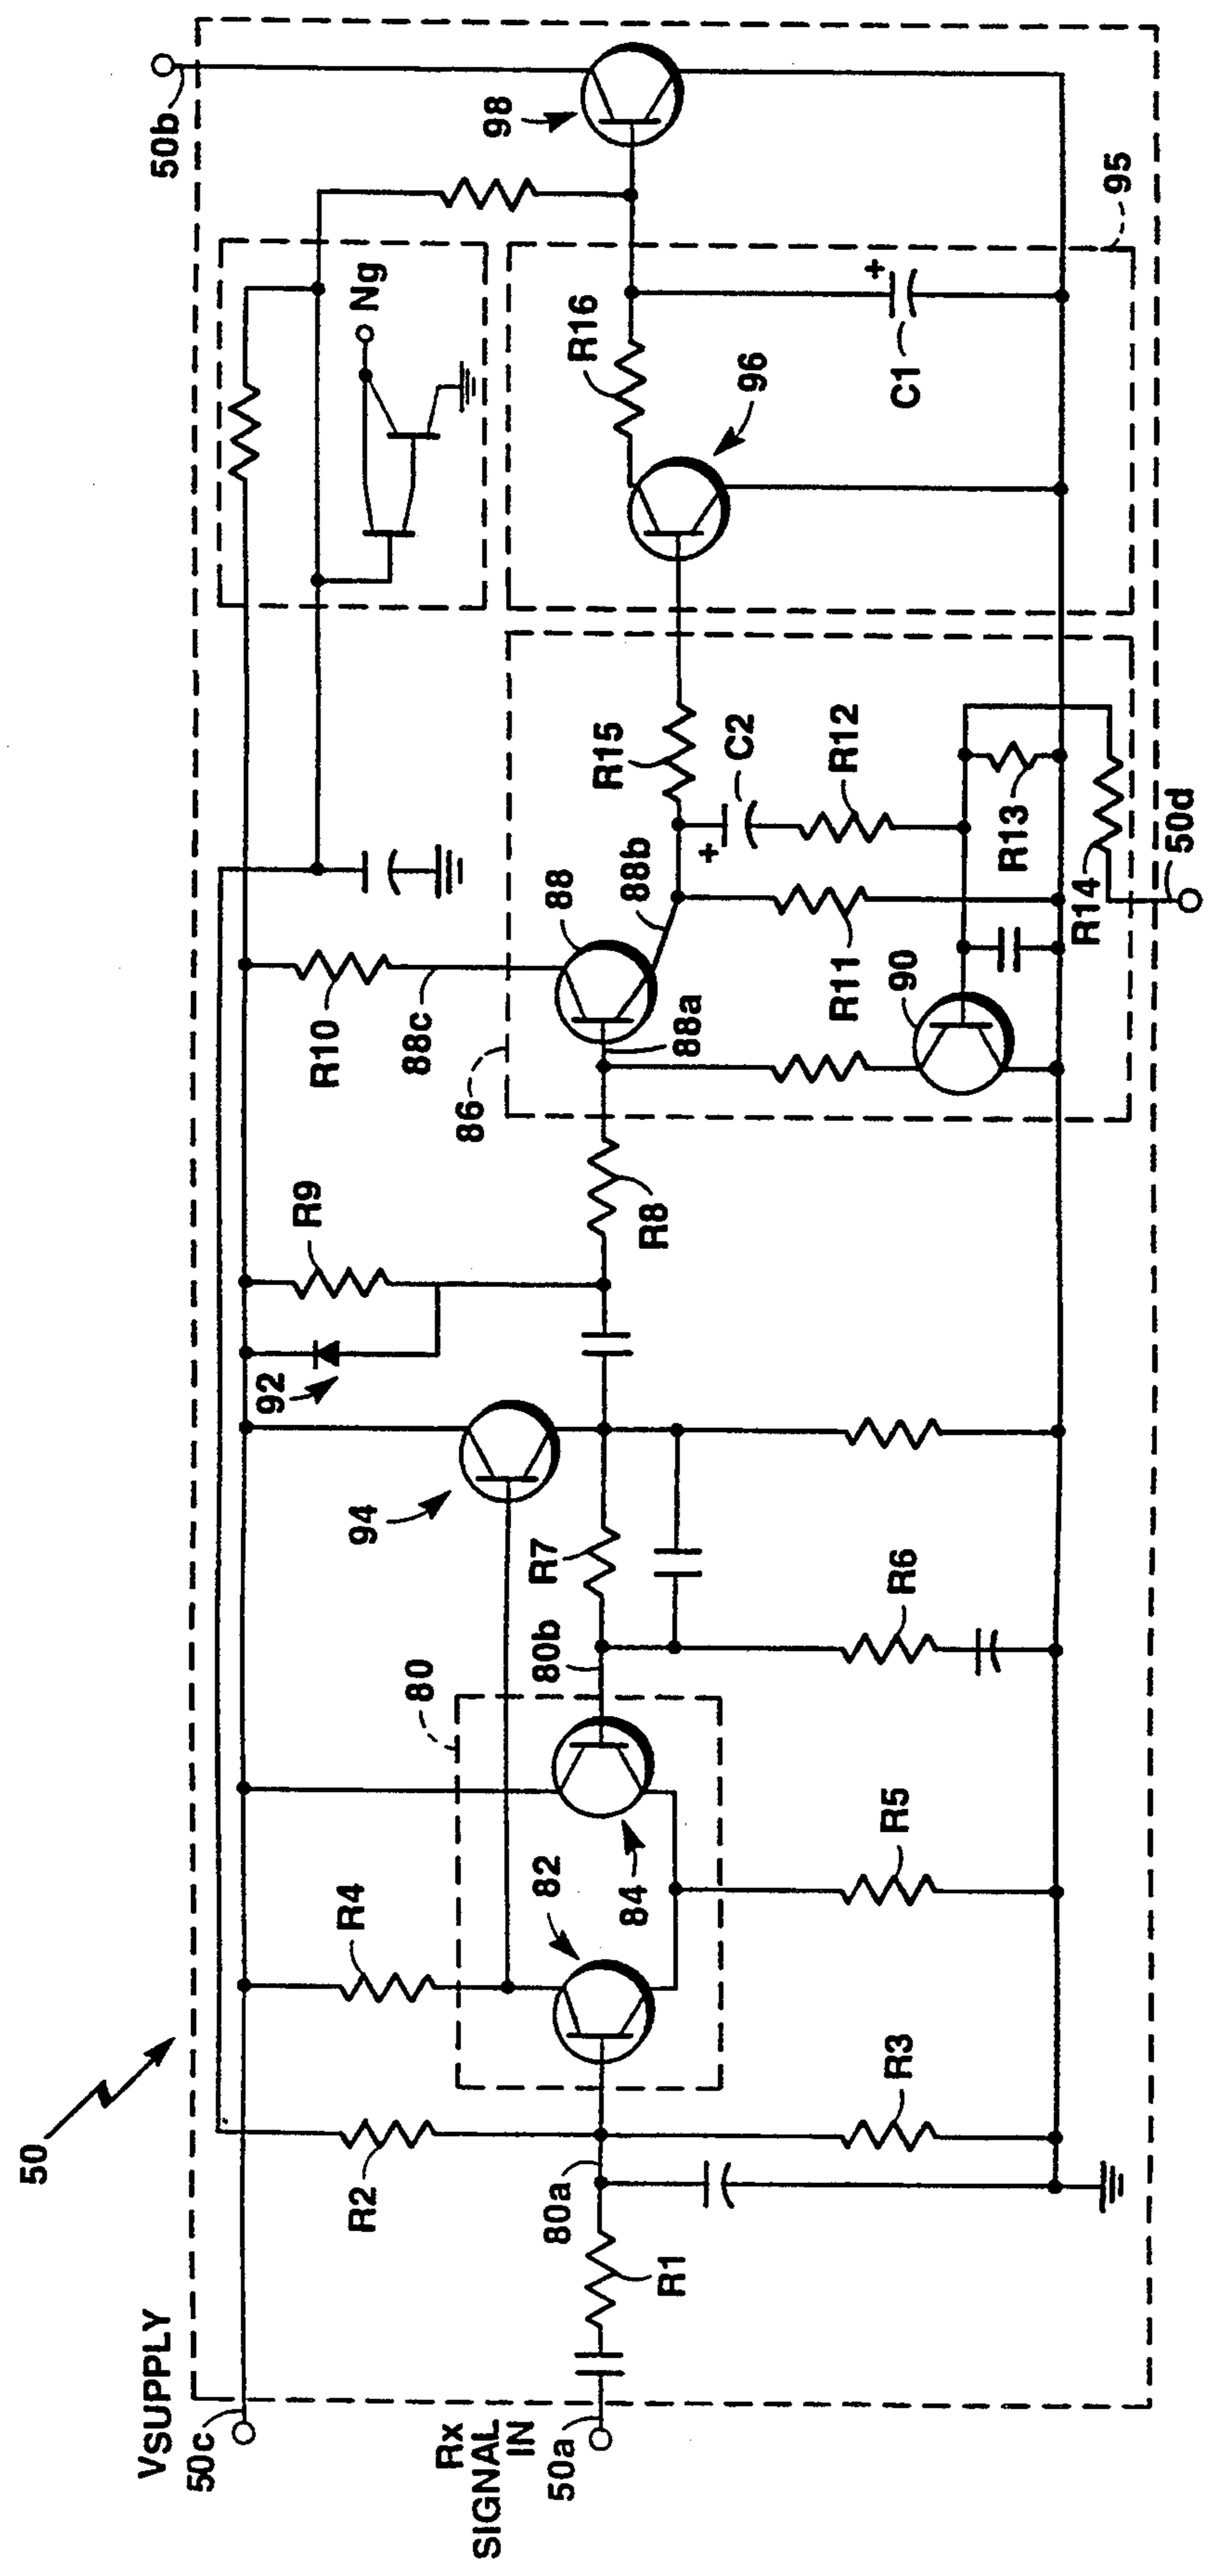 50
VSUPPLY
50c
Rx
SIGNAL
IN
50a
R1
80a
R2
R3
R4
82
84
R5
80
80b
R6
R7
94
92
R9
R8
86
R10
88c
88
88a
88b
90
R11
R14
50d
R13
R12
C2
+
R15
96
R16
C1
+
Ng
95
98
50b